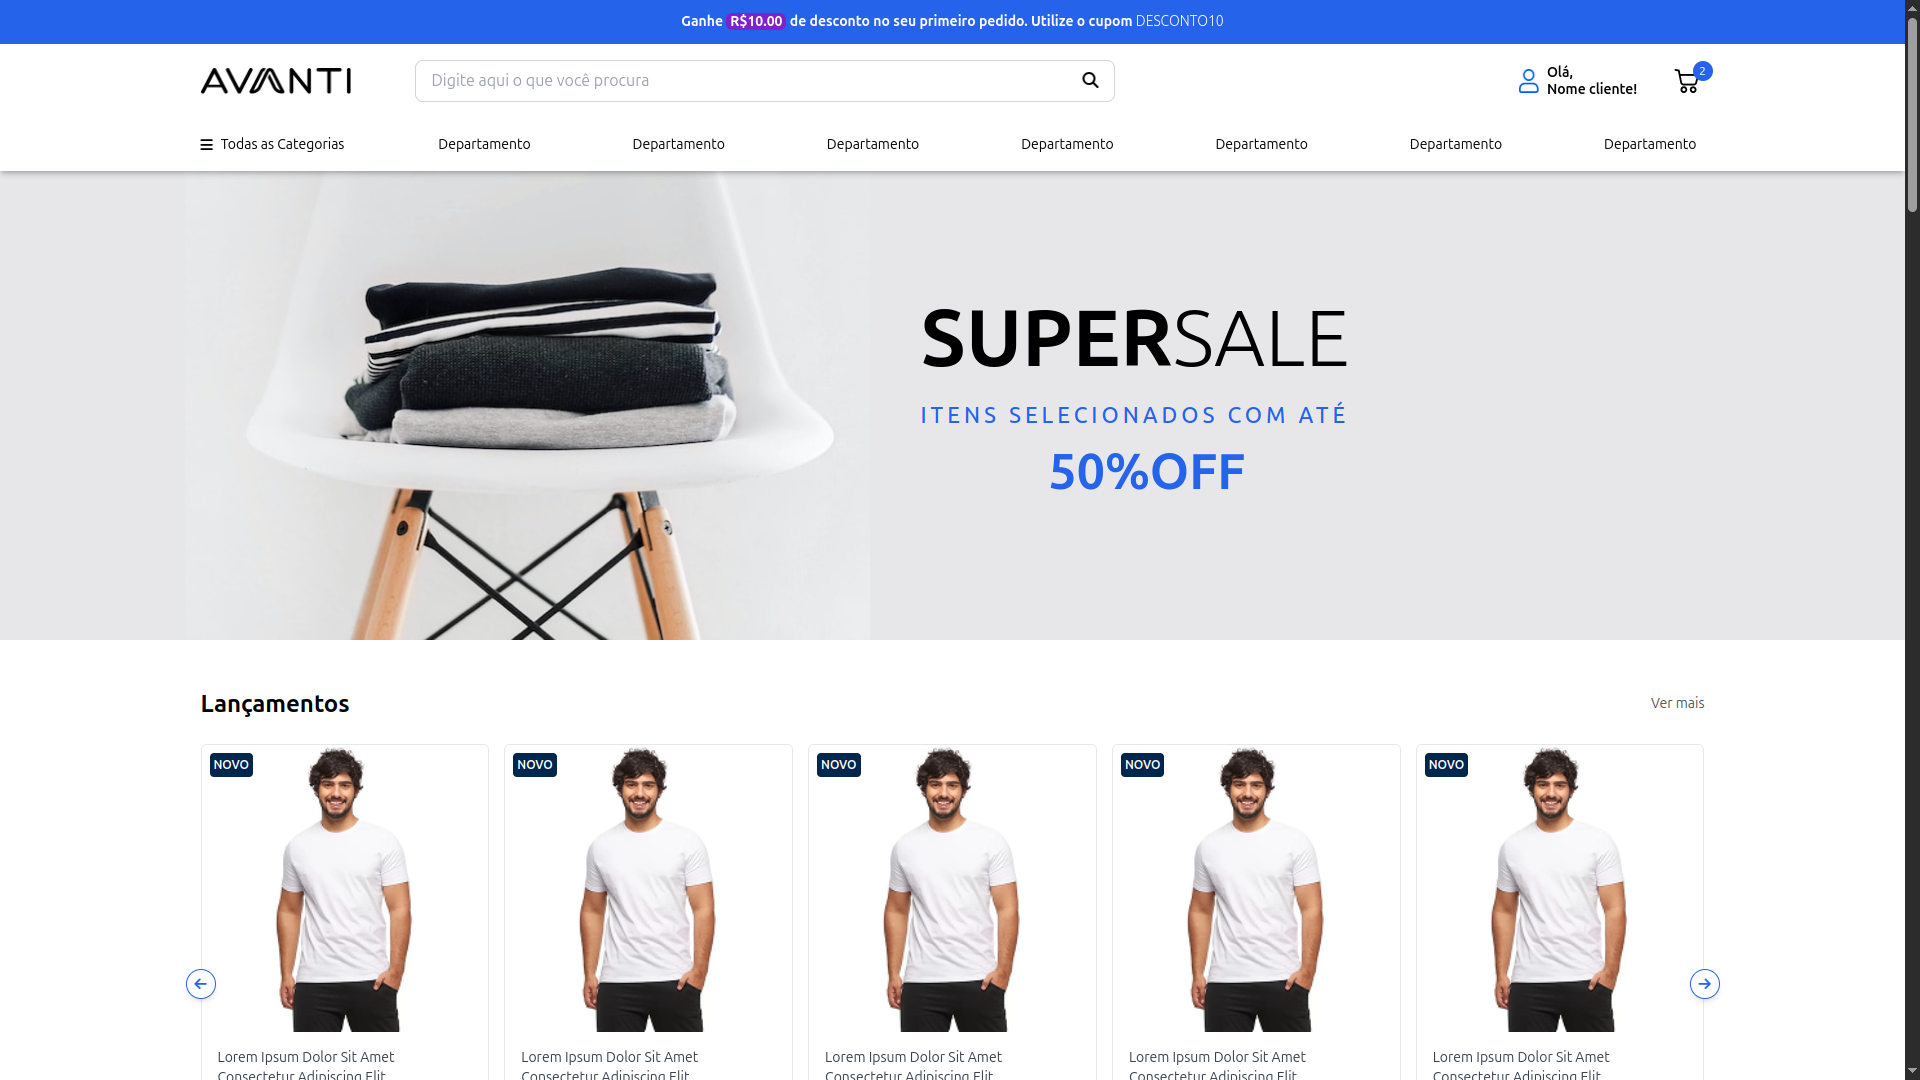 Ganhe R$10.00 de desconto no seu primeiro pedido. Utilize o cupom DESCONTO10
AVANTI
Digite aqui o que você procura
Olá,
Nome cliente!
2
Todas as Categorias
Departamento
Departamento
Departamento
Departamento
Departamento
Departamento
Departamento
SUPERSALE
ITENS SELECIONADOS COM ATÉ
50%OFF
Lançamentos
Ver mais
NOVO
NOVO
NOVO
NOVO
NOVO
Lorem Ipsum Dolor Sit Amet
Consectetur Adipiscing Elit
Lorem Ipsum Dolor Sit Amet
Consectetur Adipiscing Elit
Lorem Ipsum Dolor Sit Amet
Consectetur Adipiscing Elit
Lorem Ipsum Dolor Sit Amet
Consectetur Adipiscing Elit
Lorem Ipsum Dolor Sit Amet
Consectetur Adipiscing Elit